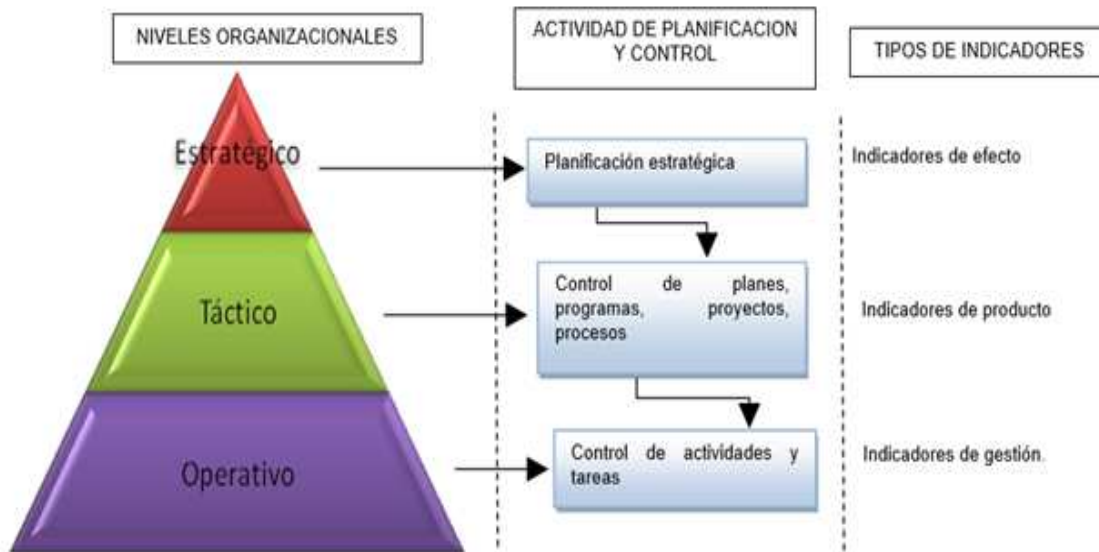 NIVELES ORGANIZACIONALES
ACTIVIDAD DE PLANIFICACION
Y CONTROL
TIPOS DE INDICADORES
Estratégico
Planificación estratégica
Indicadores de efecto
Táctico
Control de planes,
programas, proyectos,
procesos
Indicadores de producto
Operativo
Control de actividades y
tareas
Indicadores de gestión.